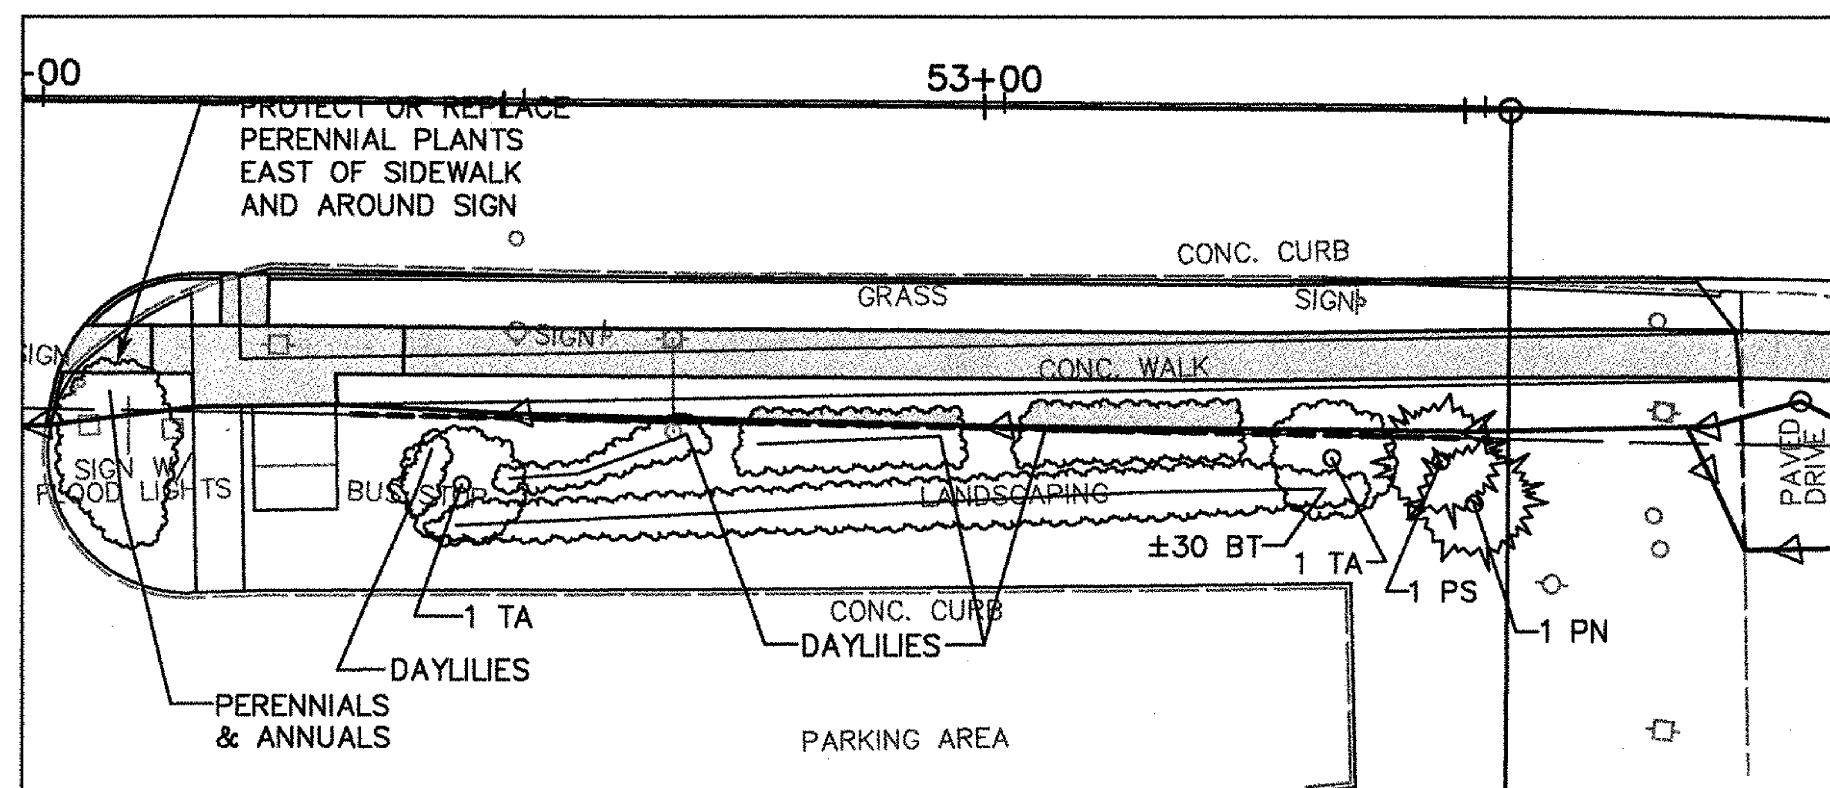 -00
53+00
PROTECT OR REPLACE
PERENNIAL PLANTS
EAST OF SIDEWALK
AND AROUND SIGN
CONC. CURB
GRASS
SIGN
SIGN
SIGN
CONC. WALK
SIGN W/
FLOOD LIGHTS
BUS STOP
LANDSCAPING
PAVED
DRIVE
±30 BT
1 TA
1 PS
1 TA
CONC. CURB
1 PN
DAYLILIES
DAYLILIES
PERENNIALS
& ANNUALS
PARKING AREA